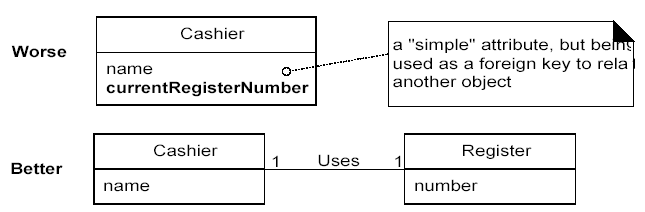 Worse
Cashier
name
currentRegisterNumber
a "simple" attribute, but being
used as a foreign key to rela
another object
Better
Cashier
name
1 Uses 1
Register
number